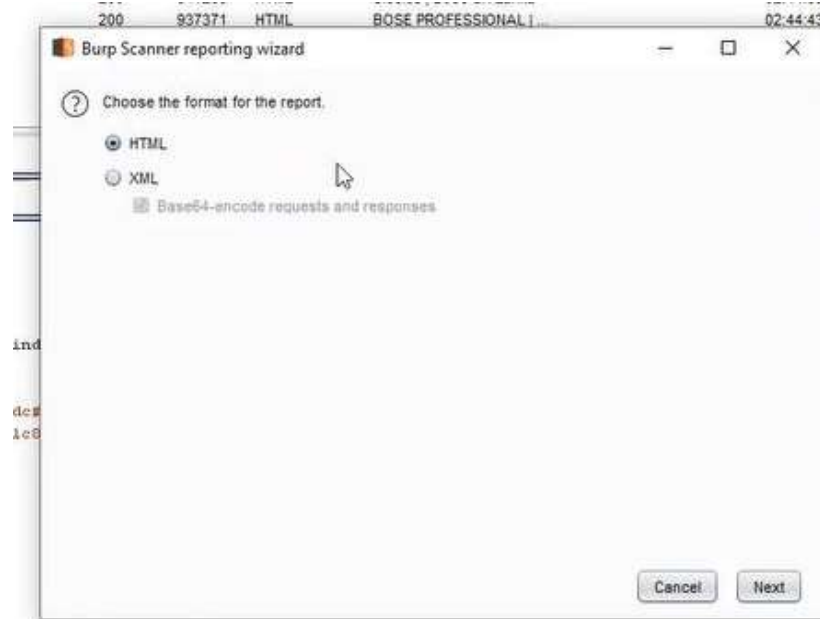 200 937371 HTML BOSE PROFESSIONAL | ... 02:44:43
Burp Scanner reporting wizard
Choose the format for the report.
HTML
XML
Base64-encode requests and responses
ind
Cancel Next